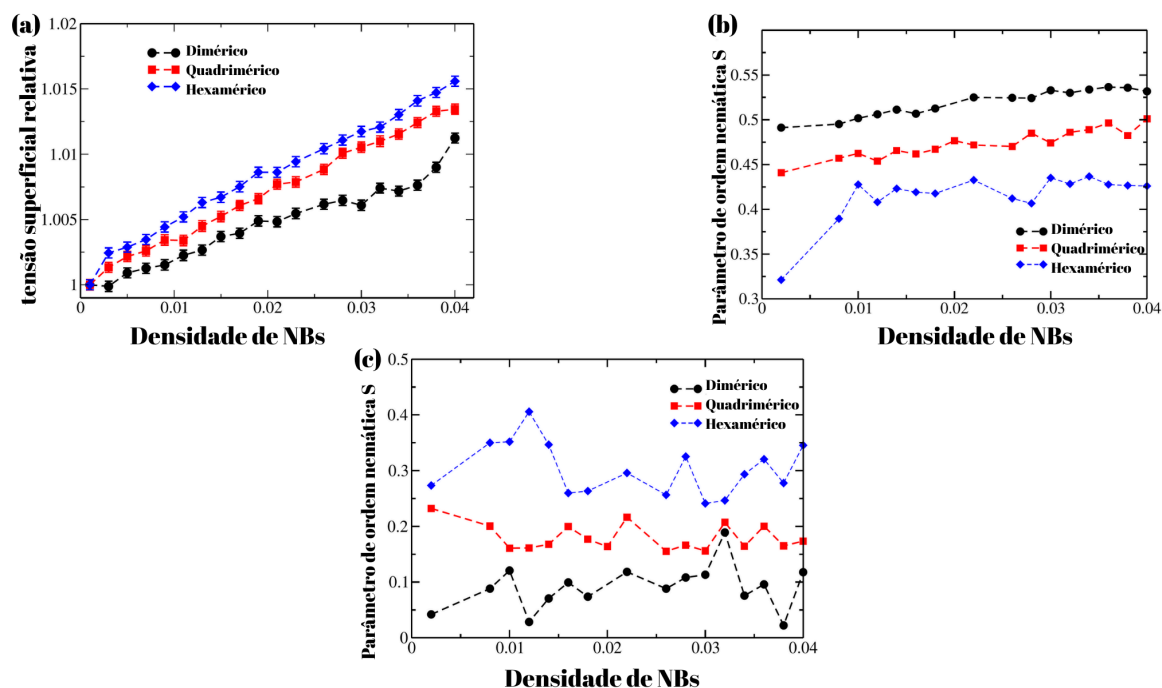 (a)
1.02
1.015
1.01
1.005
1
tensão superficial relativa
Dimérico
Quadrimérico
Hexamérico
0
0.01
0.02
0.03
0.04
Densidade de NBs
(b)
0.55
0.5
0.45
0.4
0.35
0.3
Parâmetro de ordem nemática S
Dimérico
Quadrimérico
Hexamérico
0.01
0.02
0.03
0.04
Densidade de NBs
(c)
0.5
0.4
0.3
0.2
0.1
0
Parâmetro de ordem nemática S
Dimérico
Quadrimérico
Hexamérico
0.01
0.02
0.03
0.04
Densidade de NBs